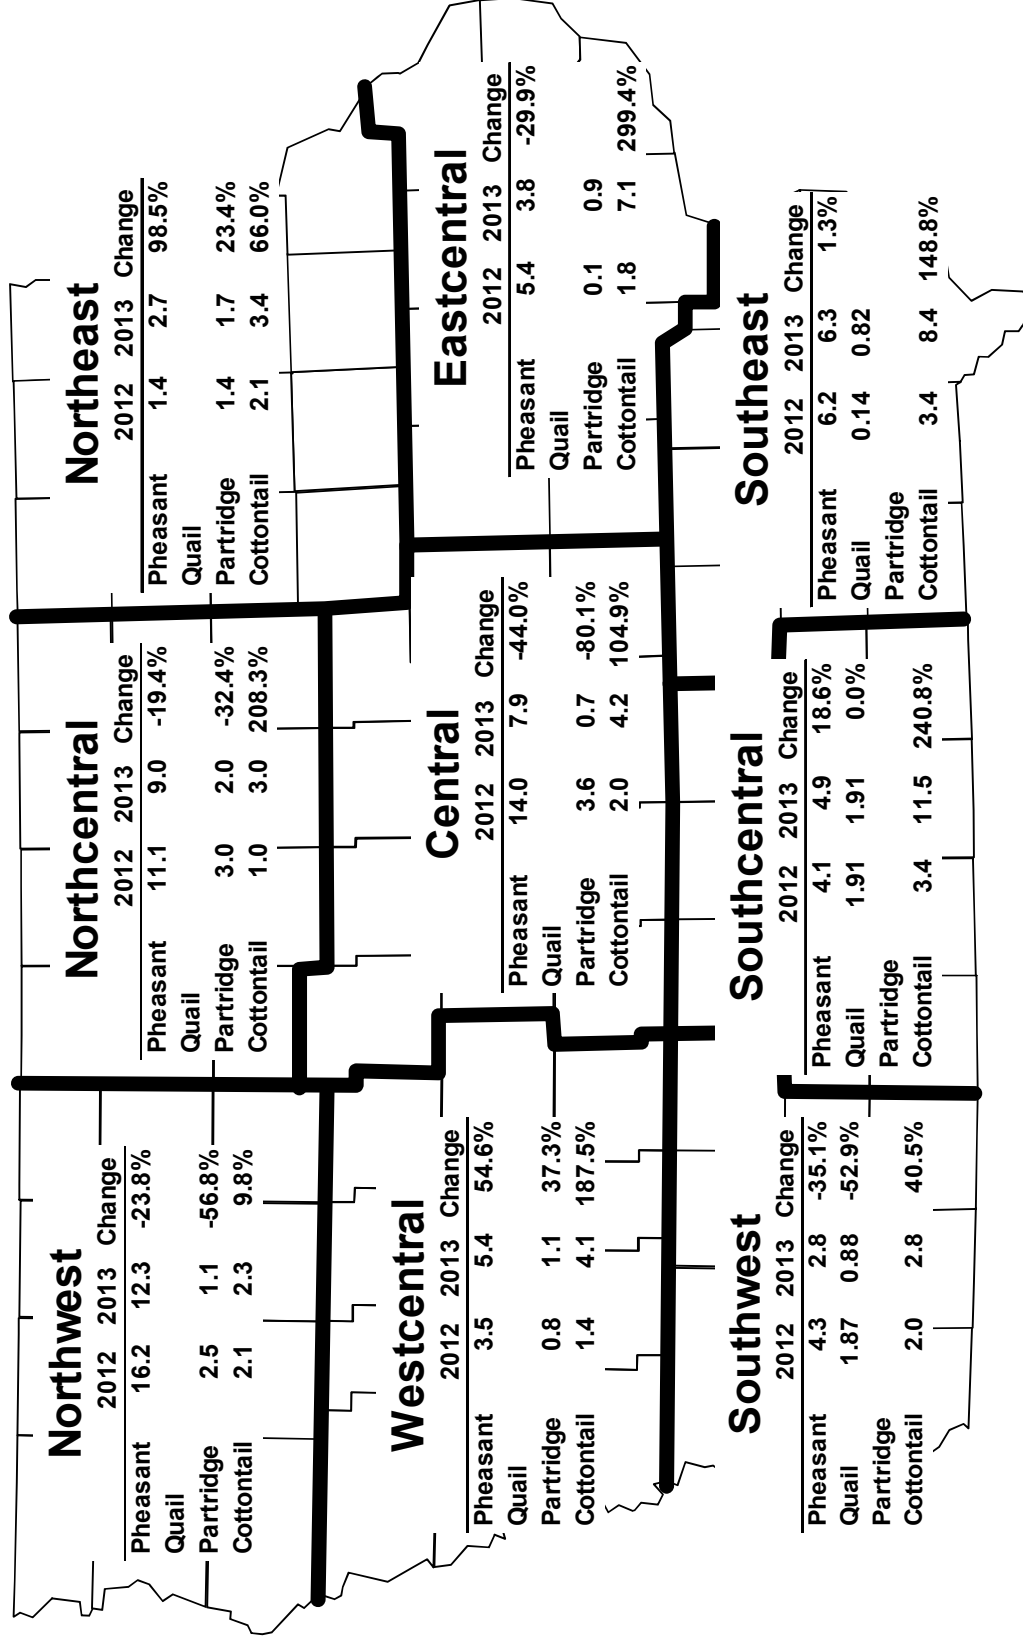 Northwest
2012 2013 Change
Pheasant 16.2 12.3 -23.8%
Quail
Partridge 2.5 1.1 -56.8%
Cottontail 2.1 2.3 9.8%
Northcentral
2012 2013 Change
Pheasant 11.1 9.0 -19.4%
Quail
Partridge 3.0 2.0 -32.4%
Cottontail 1.0 3.0 208.3%
Northeast
2012 2013 Change
Pheasant 1.4 2.7 98.5%
Quail
Partridge 1.4 1.7 23.4%
Cottontail 2.1 3.4 66.0%
Westcentral
2012 2013 Change
Pheasant 3.5 5.4 54.6%
Quail
Partridge 0.8 1.1 37.3%
Cottontail 1.4 4.1 187.5%
Central
2012 2013 Change
Pheasant 14.0 7.9 -44.0%
Quail
Partridge 3.6 0.7 -80.1%
Cottontail 2.0 4.2 104.9%
Eastcentral
2012 2013 Change
Pheasant 5.4 3.8 -29.9%
Quail
Partridge 0.1 0.9
Cottontail 1.8 7.1 299.4%
Southwest
2012 2013 Change
Pheasant 4.3 2.8 -35.1%
Quail 1.87 0.88 -52.9%
Partridge
Cottontail 2.0 2.8 40.5%
Southcentral
2012 2013 Change
Pheasant 4.1 4.9 18.6%
Quail 1.91 1.91 0.0%
Partridge
Cottontail 3.4 11.5 240.8%
Southeast
2012 2013 Change
Pheasant 6.2 6.3 1.3%
Quail 0.14 0.82
Partridge
Cottontail 3.4 8.4 148.8%